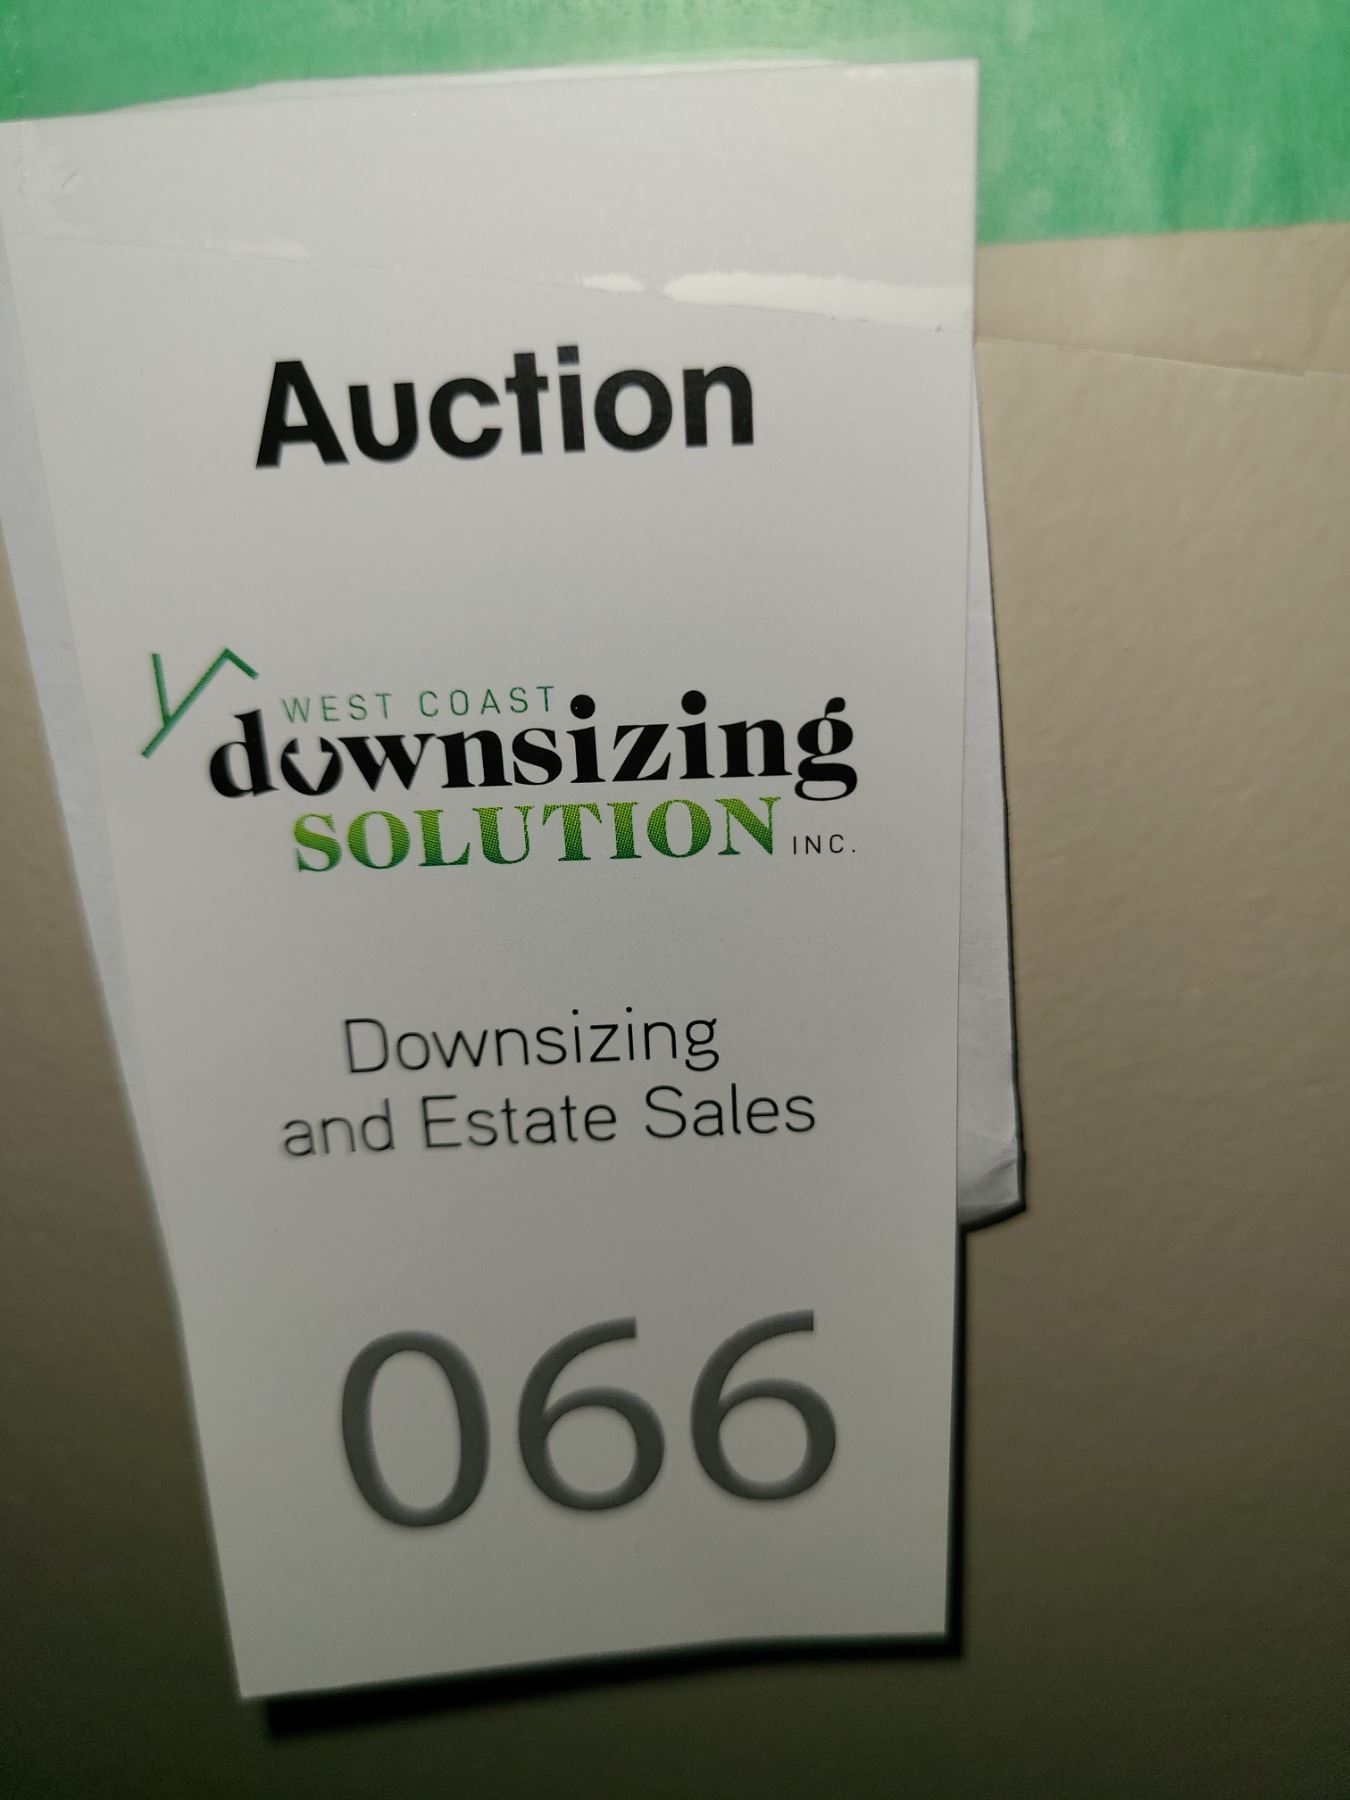 Auction
WEST COAST
downsizing
SOLUTION INC.
Downsizing
and Estate Sales
066